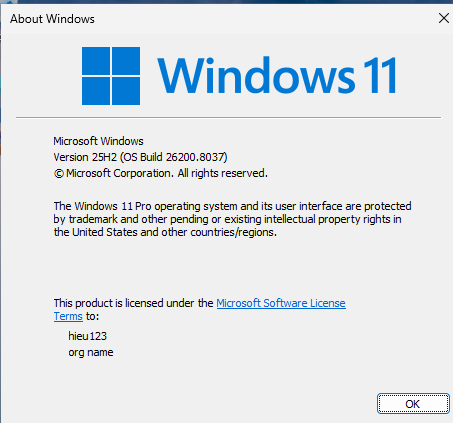 About Windows
Windows 11
Microsoft Windows
Version 25H2 (OS Build 26200.8037)
© Microsoft Corporation. All rights reserved.
The Windows 11 Pro operating system and its user interface are protected
by trademark and other pending or existing intellectual property rights in
the United States and other countries/regions.
This product is licensed under the Microsoft Software License
Terms to:
hieu123
org name
OK